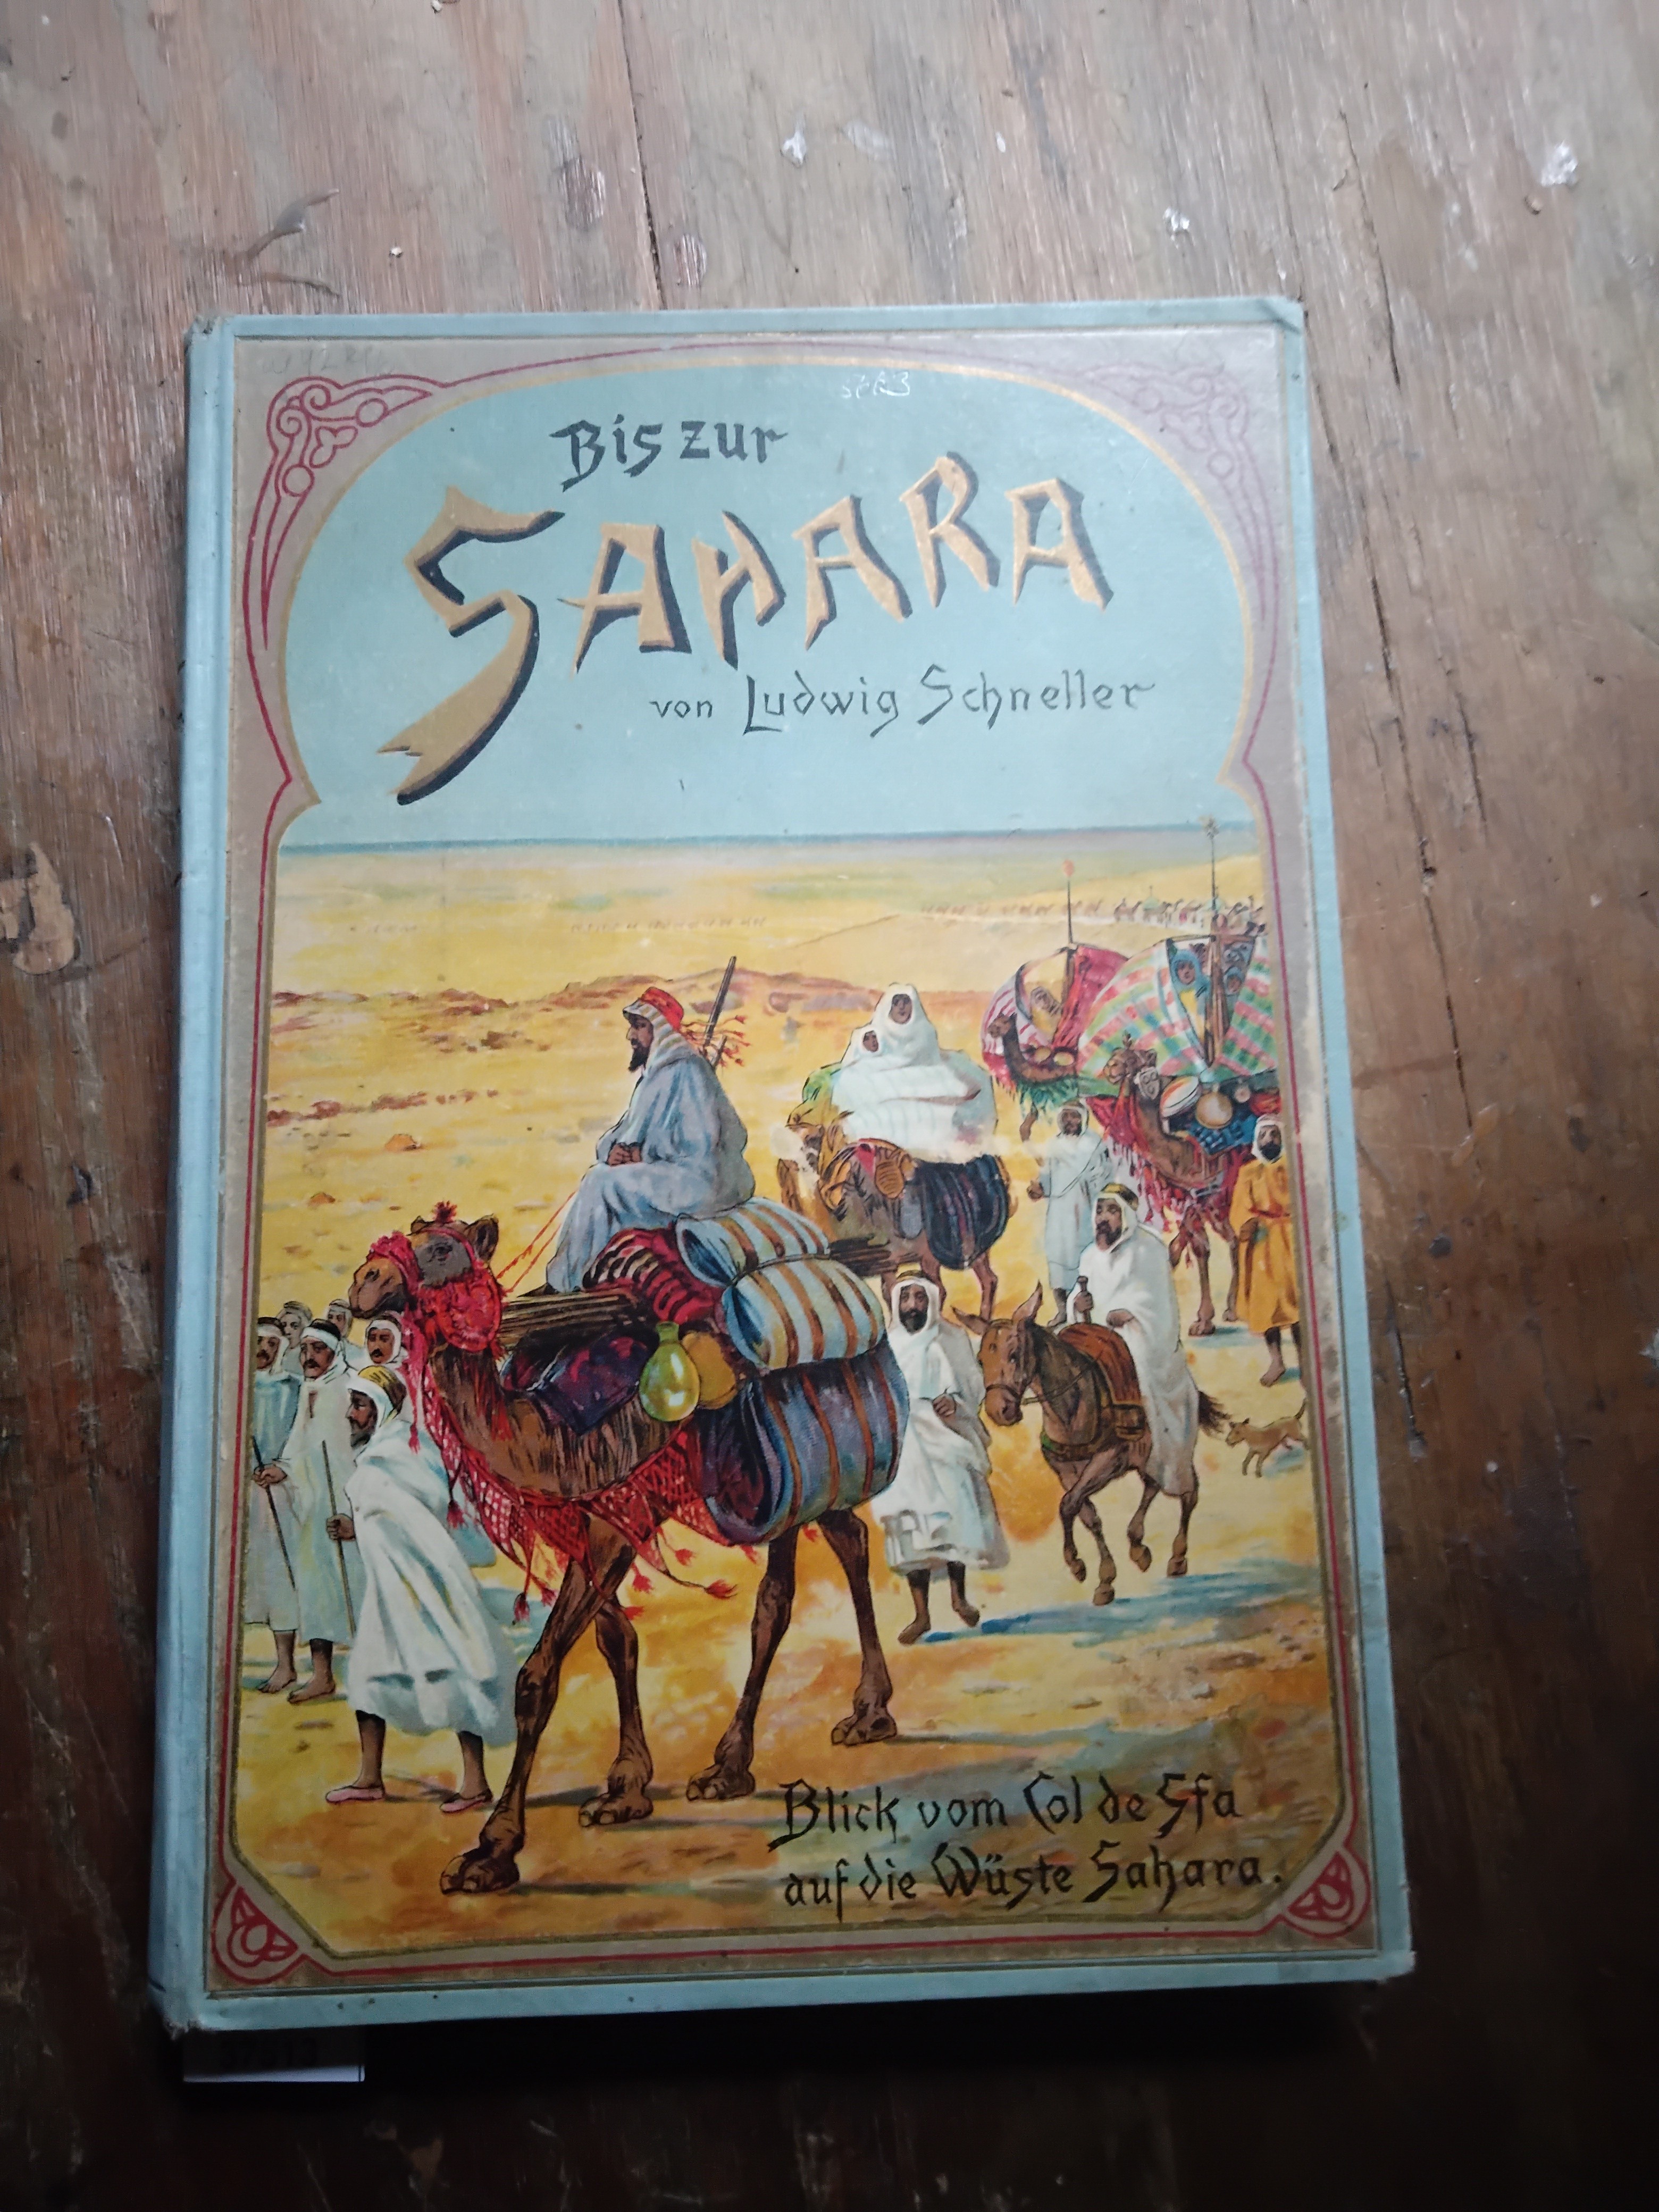 Bis zur
SAHARA
von Ludwig Schneller
Blick vom Col de Sfa
auf die Wüste Sahara.